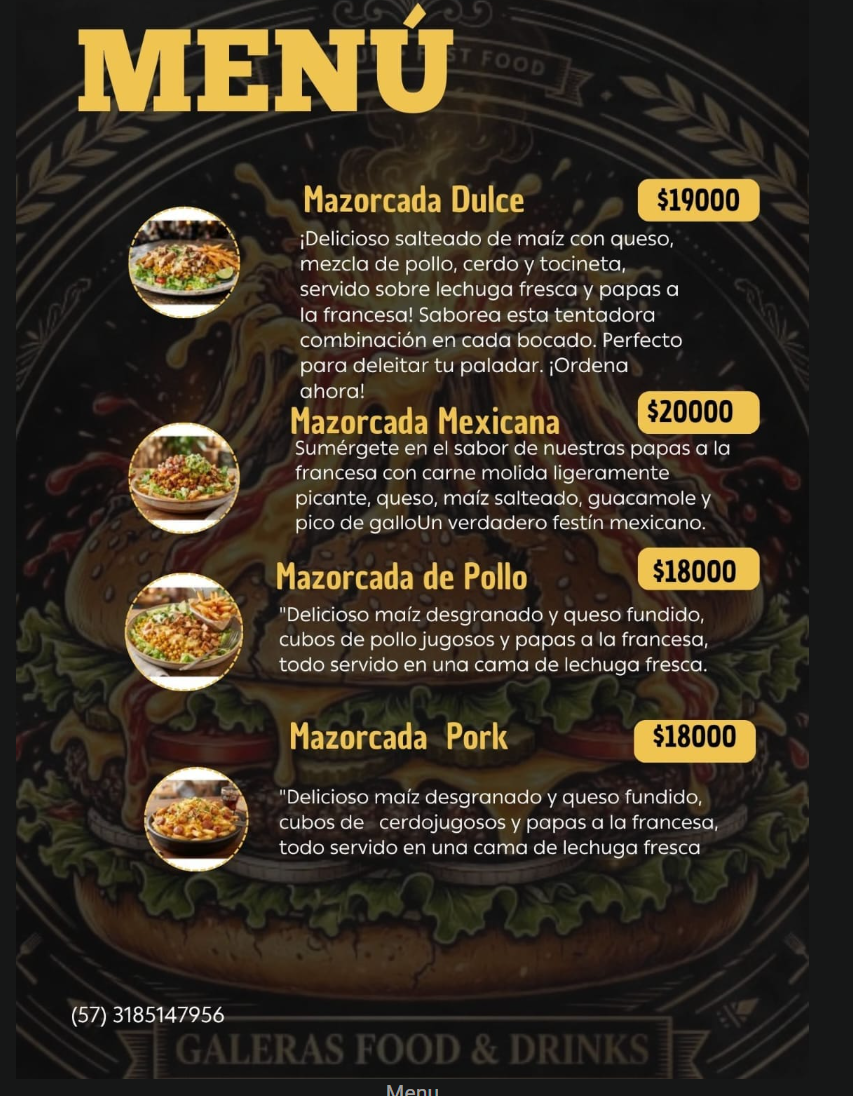 MENÚ
ST FOOD
Mazorcada Dulce
$19000
¡Delicioso salteado de maíz con queso,
mezcla de pollo, cerdo y tocineta,
servido sobre lechuga fresca y papas a
la francesa! Saborea esta tentadora
combinación en cada bocado. Perfecto
para deleitar tu paladar. ¡Ordena
ahora!
Mazorcada Mexicana
$20000
Sumérgete en el sabor de nuestras papas a la
francesa con carne molida ligeramente
picante, queso, maíz salteado, guacamole y
pico de galloUn verdadero festín mexicano.
Mazorcada de Pollo
$18000
"Delicioso maíz desgranado y queso fundido,
cubos de pollo jugosos y papas a la francesa,
todo servido en una cama de lechuga fresca.
Mazorcada Pork
$18000
"Delicioso maíz desgranado y queso fundido,
cubos de cerdojugosos y papas a la francesa,
todo servido en una cama de lechuga fresca
(57) 3185147956
GALERAS FOOD & DRINKS
Menu